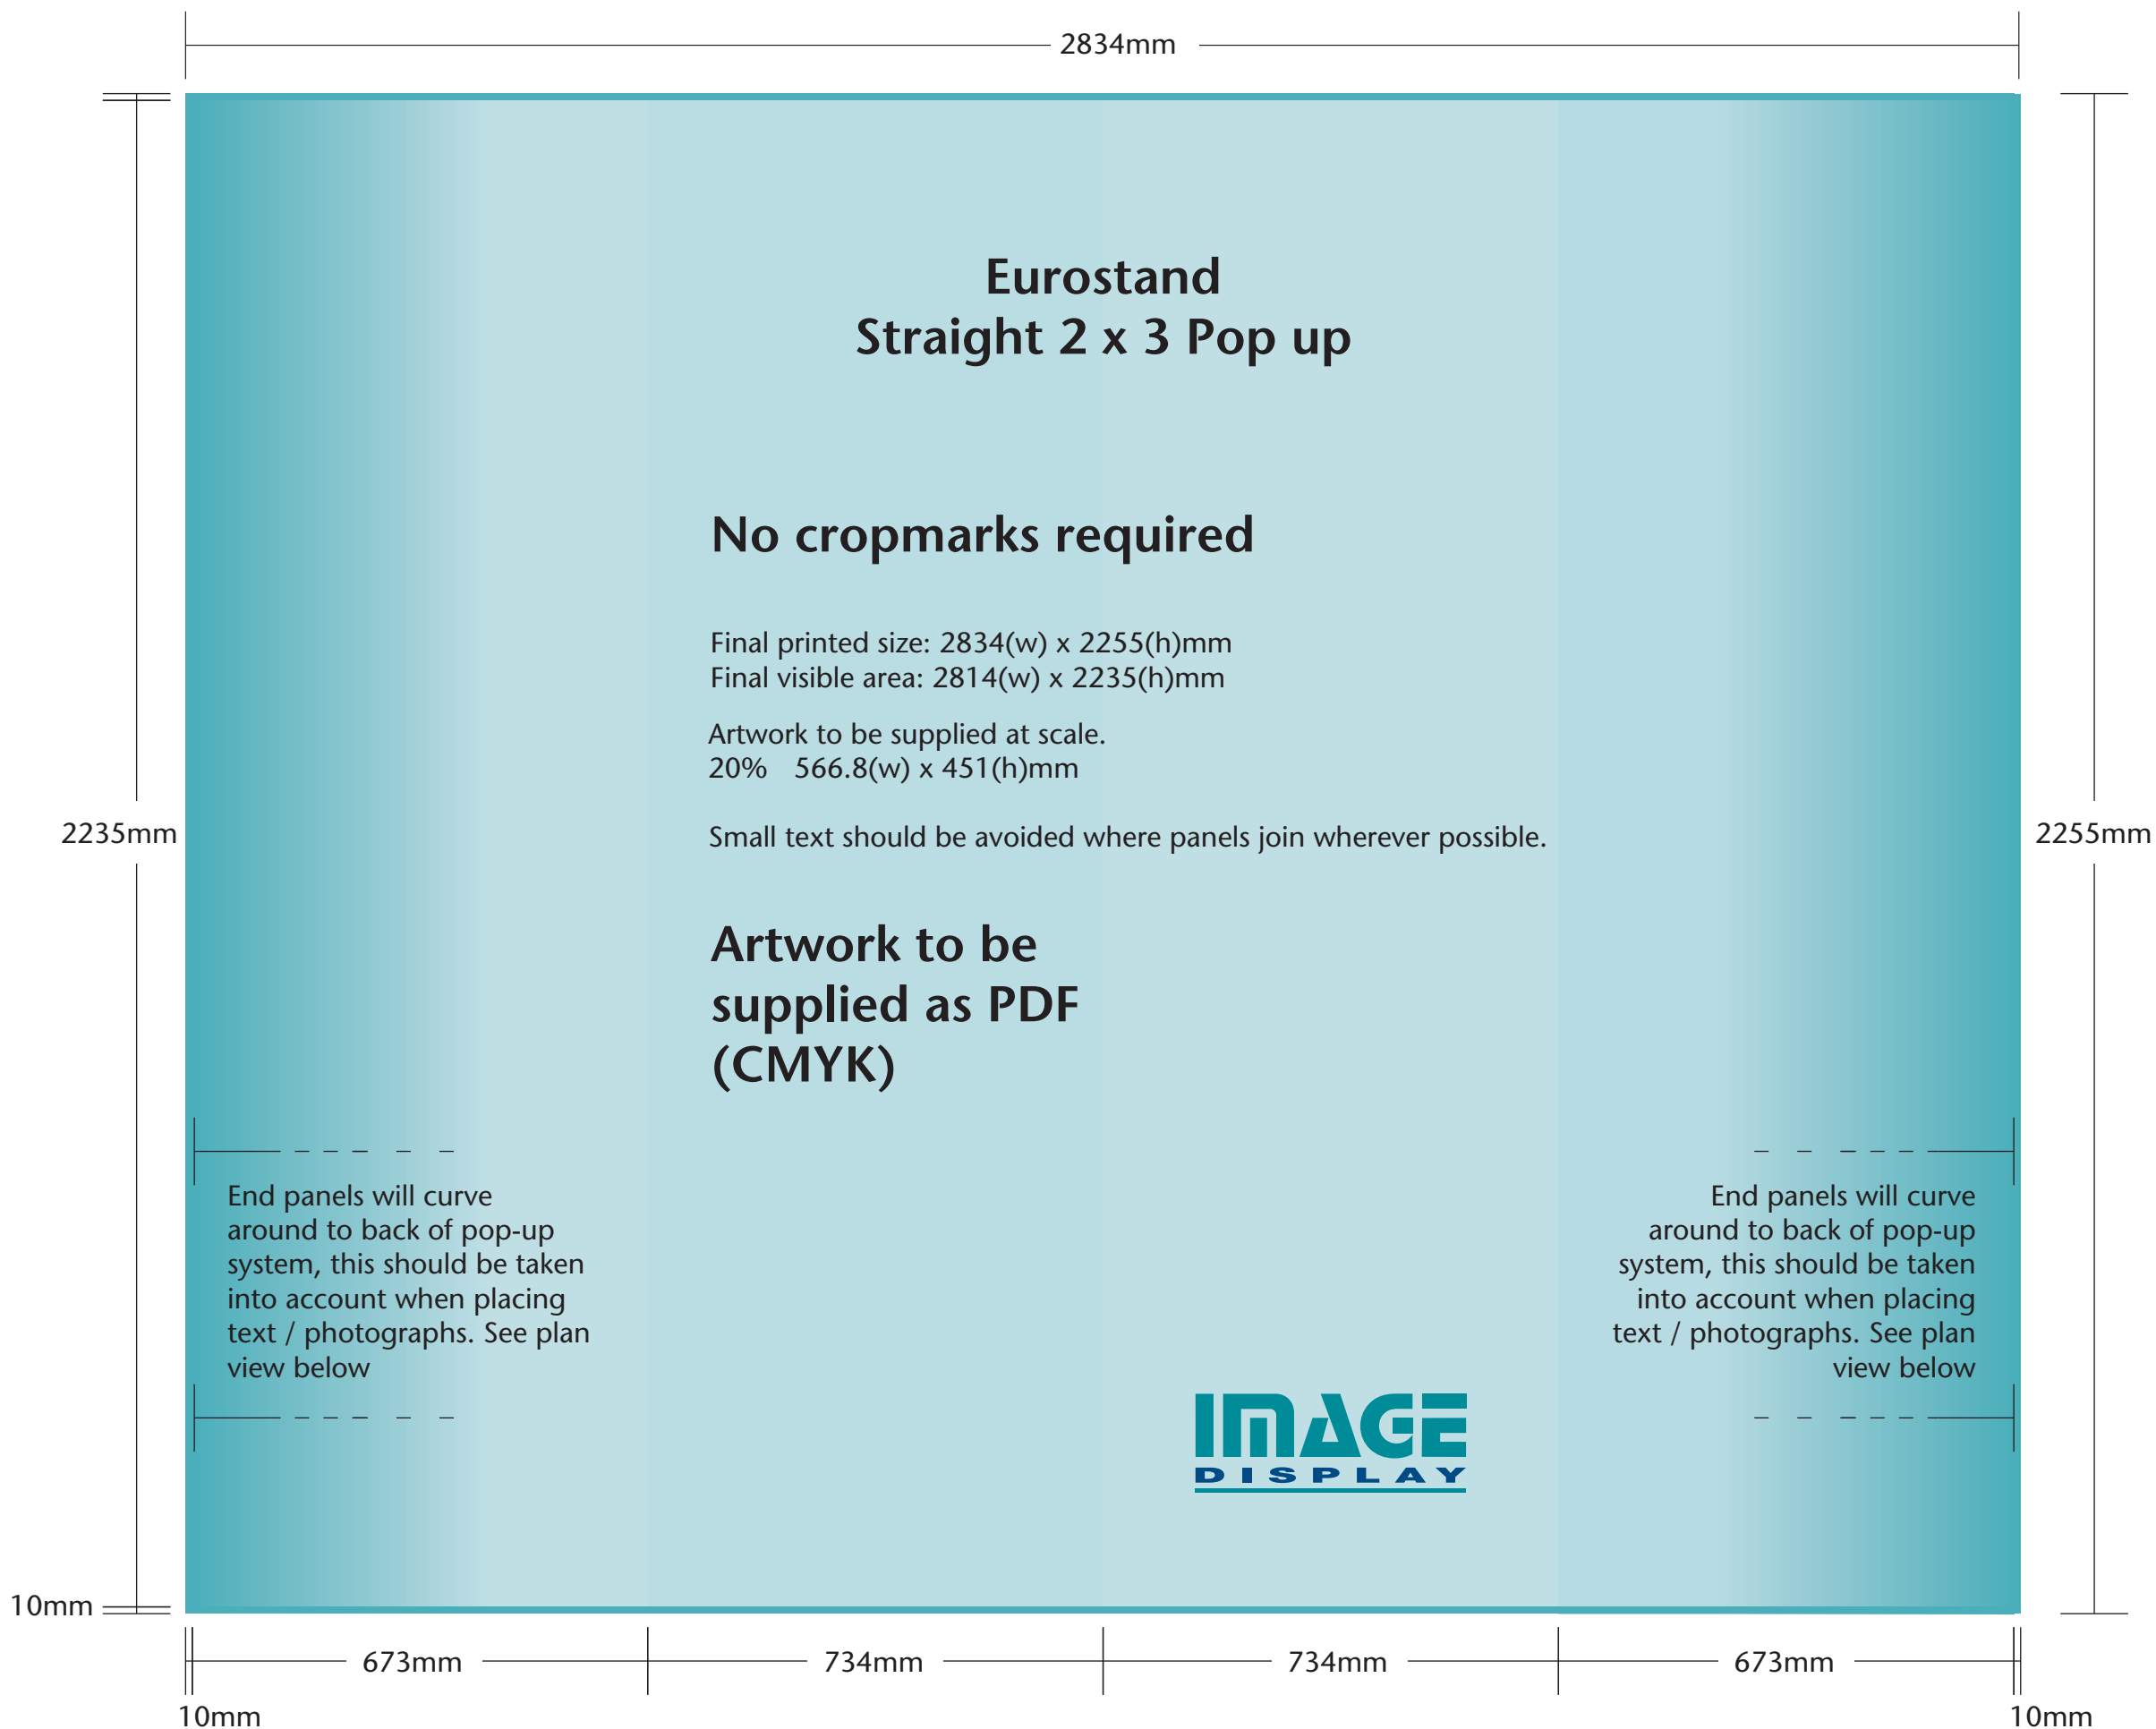 2834mm
Eurostand
Straight 2 x 3 Pop up
No cropmarks required
Final printed size: 2834(w) x 2255(h)mm
Final visible area: 2814(w) x 2235(h)mm
Artwork to be supplied at scale.
20% 566.8(w) x 451(h)mm
2235mm
Small text should be avoided where panels join wherever possible.
2255mm
Artwork to be
supplied as PDF
(CMYK)
End panels will curve
around to back of pop-up
system, this should be taken
into account when placing
text / photographs. See plan
view below
End panels will curve
around to back of pop-up
system, this should be taken
into account when placing
text / photographs. See plan
view below
IMAGE
DISPLAY
10mm
673mm
734mm
734mm
673mm
10mm
10mm